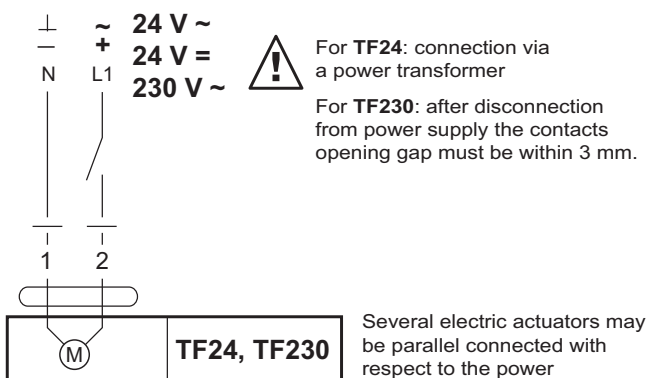 ⊥ ~ 24 V ~
– + 24 V =
N L1 230 V ~
For TF24: connection via
a power transformer
For TF230: after disconnection
from power supply the contacts
opening gap must be within 3 mm.
1 2
M
TF24, TF230
Several electric actuators may
be parallel connected with
respect to the power